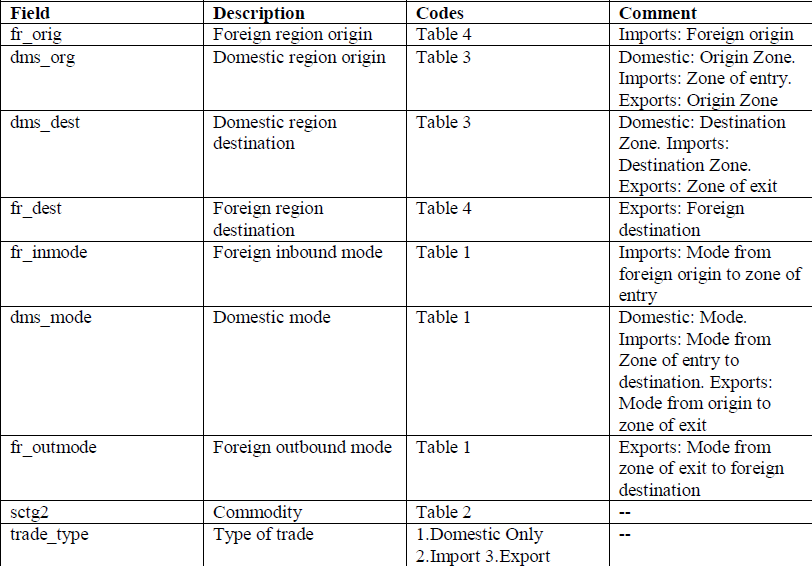 Field Description Codes Comment
fr_orig Foreign region origin Table 4 Imports: Foreign origin
dms_org Domestic region origin Table 3 Domestic: Origin Zone.
Imports: Zone of entry.
Exports: Origin Zone
dms_dest Domestic region Table 3 Domestic: Destination
destination Zone. Imports:
Destination Zone.
Exports: Zone of exit
fr_dest Foreign region Table 4 Exports: Foreign
destination destination
fr_inmode Foreign inbound mode Table 1 Imports: Mode from
foreign origin to zone of
entry
dms_mode Domestic mode Table 1 Domestic: Mode.
Imports: Mode from
Zone of entry to
destination. Exports:
Mode from origin to
zone of exit
fr_outmode Foreign outbound mode Table 1 Exports: Mode from
zone of exit to foreign
destination
sctg2 Commodity Table 2 --
trade_type Type of trade 1.Domestic Only --
2.Import 3.Export